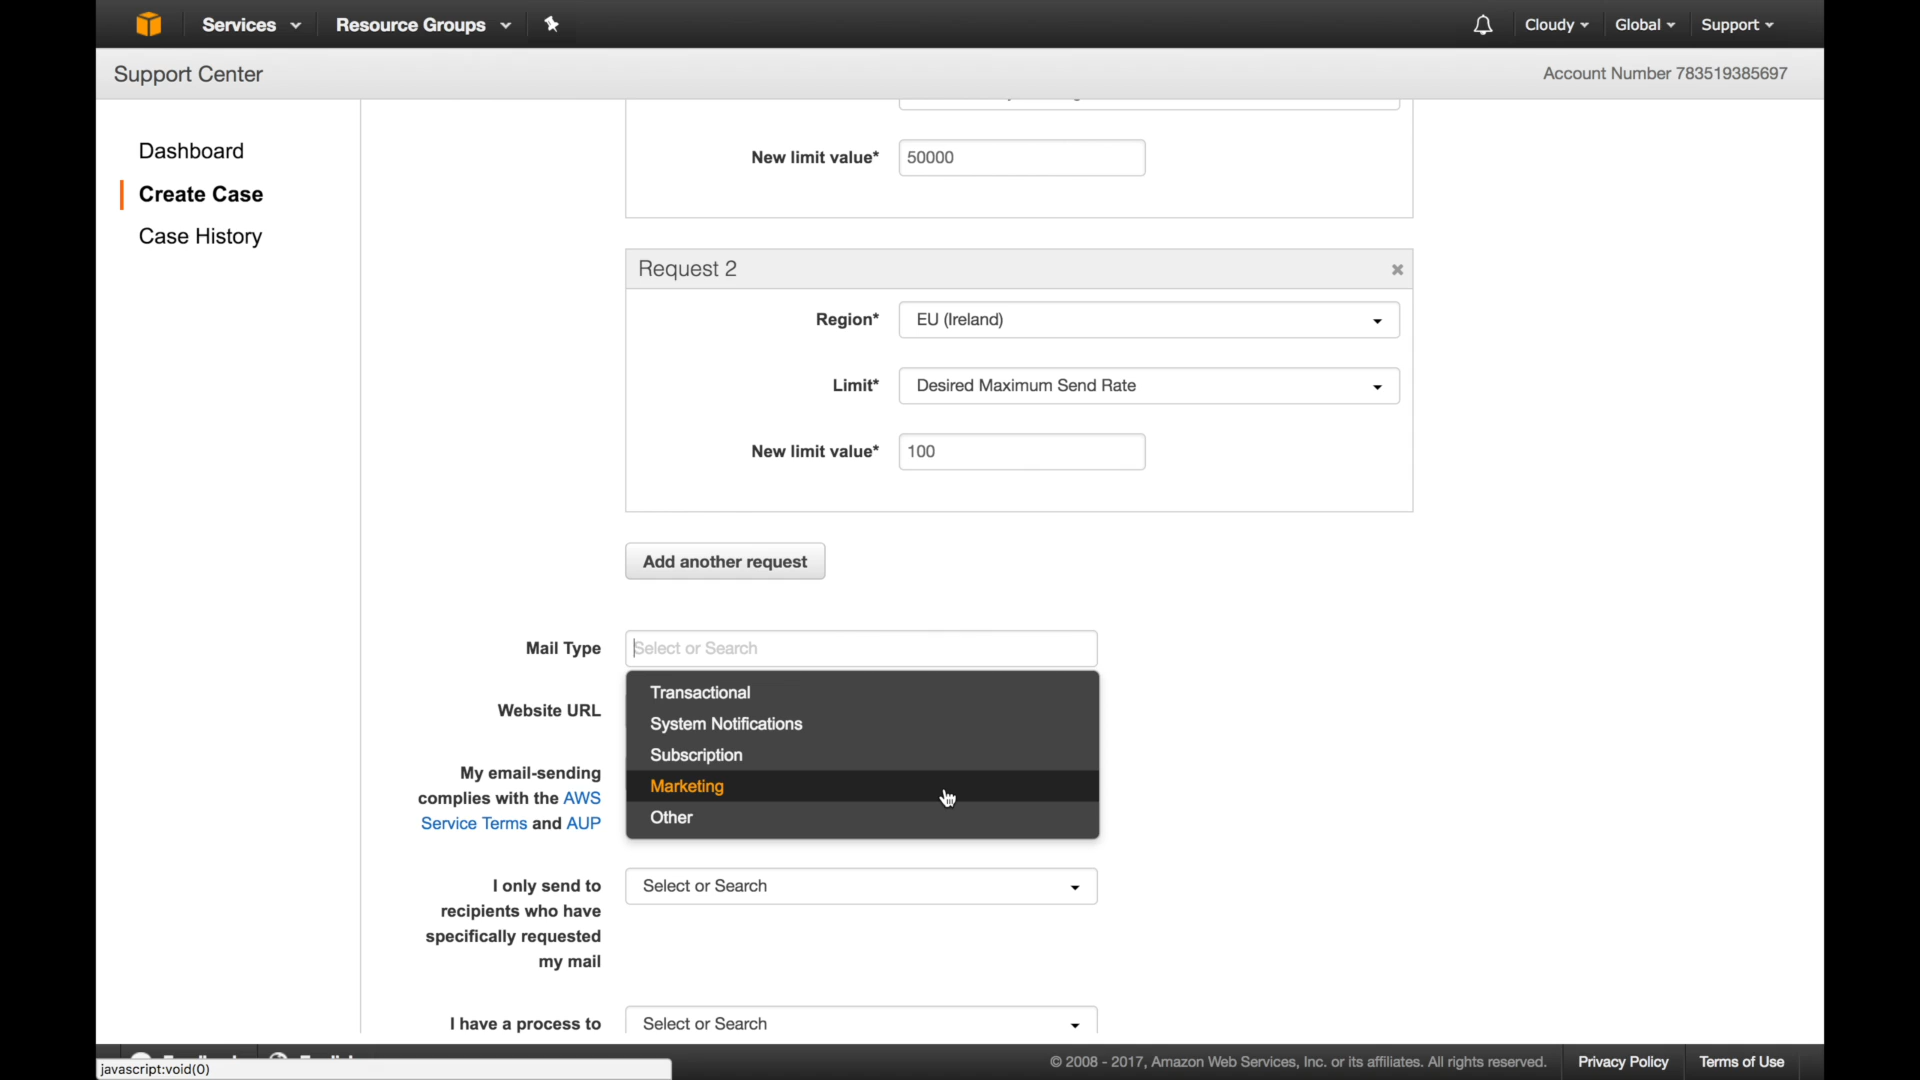 Services
Resource Groups
Cloudy
Global
Support
Support Center
Account Number 783519385697
Dashboard
Create Case
Case History
New limit value* 50000
Request 2
Region* EU (Ireland)
Limit* Desired Maximum Send Rate
New limit value* 100
Add another request
Mail Type Select or Search
Transactional
System Notifications
Subscription
Marketing
Other
Website URL
My email-sending
complies with the AWS
Service Terms and AUP
I only send to Select or Search
recipients who have
specifically requested
my mail
I have a process to Select or Search
© 2008 - 2017, Amazon Web Services, Inc. or its affiliates. All rights reserved.
Privacy Policy
Terms of Use
javascript:void(0)